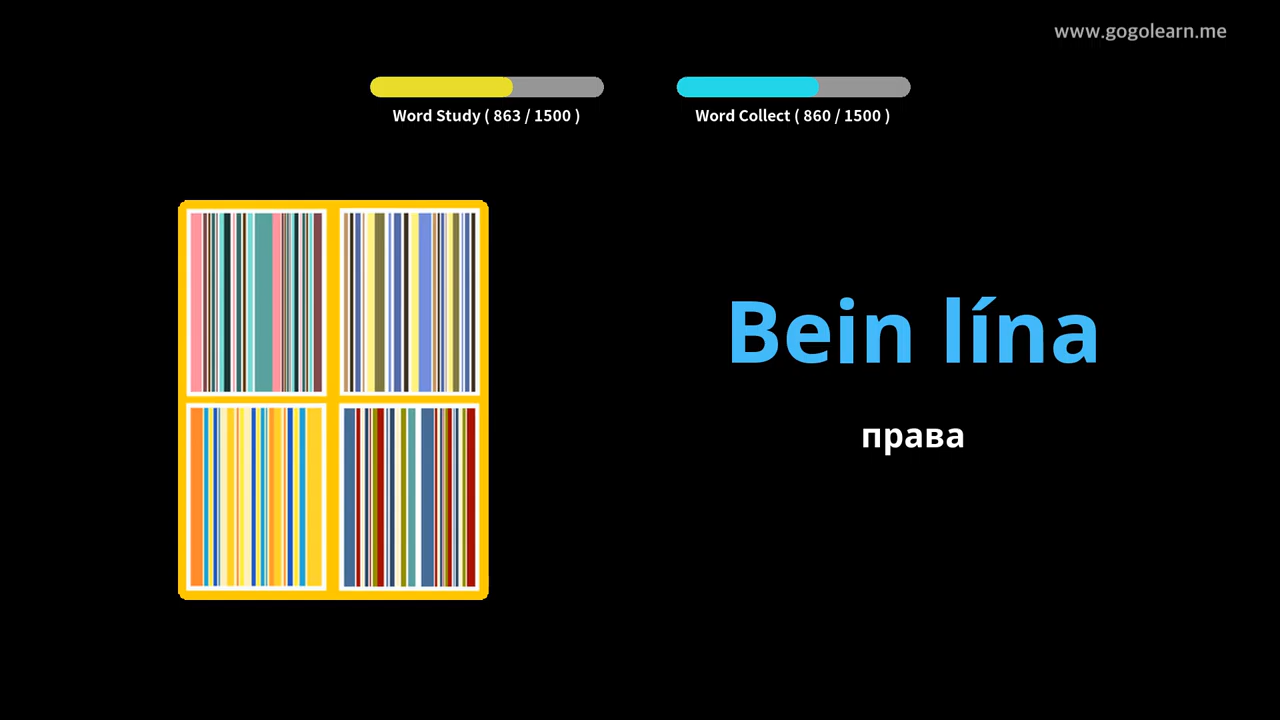 www.gogolearn.me
Word Study ( 863 / 1500 )
Word Collect ( 860 / 1500 )
Bein lína
права